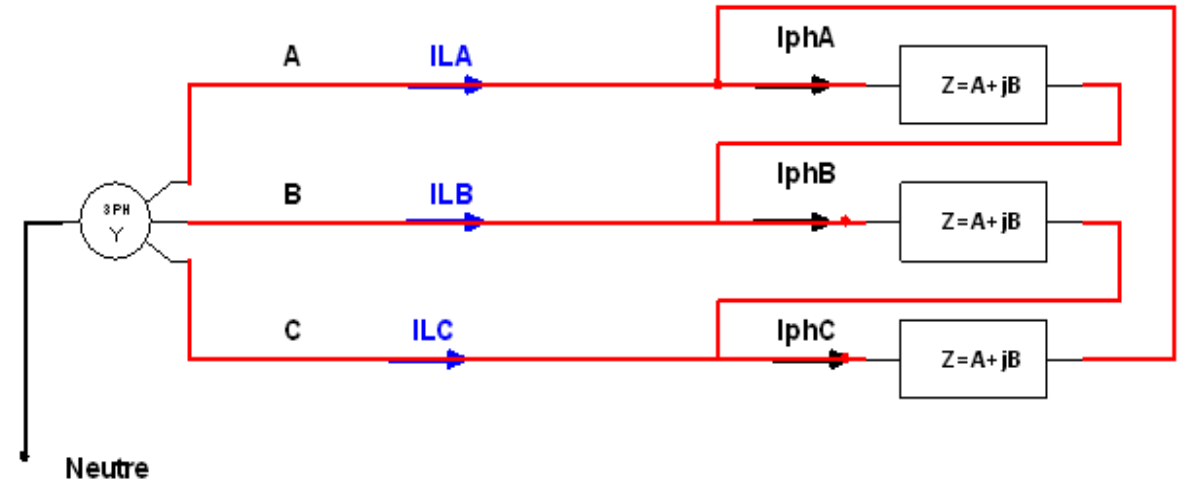 A ILA IphA
Z=A+jB
3PH
Y
B ILB IphB
Z=A+jB
C ILC IphC
Z=A+jB
Neutre